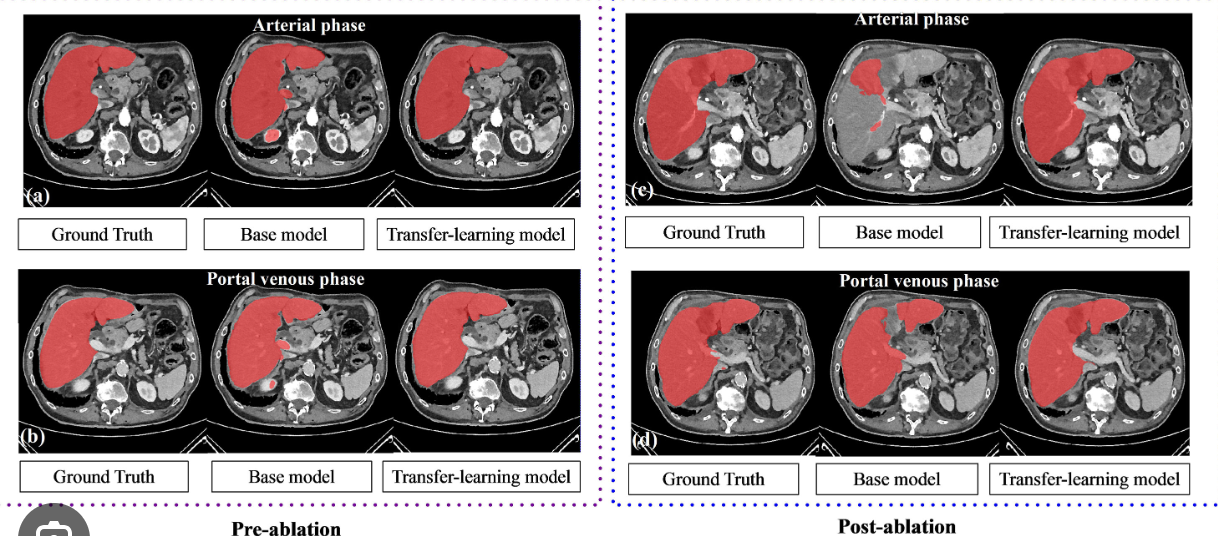 Arterial phase
(a)
Ground Truth
Base model
Transfer-learning model
Portal venous phase
(b)
Ground Truth
Base model
Transfer-learning model
Pre-ablation
Arterial phase
(c)
Ground Truth
Base model
Transfer-learning model
Portal venous phase
(d)
Ground Truth
Base model
Transfer-learning model
Post-ablation